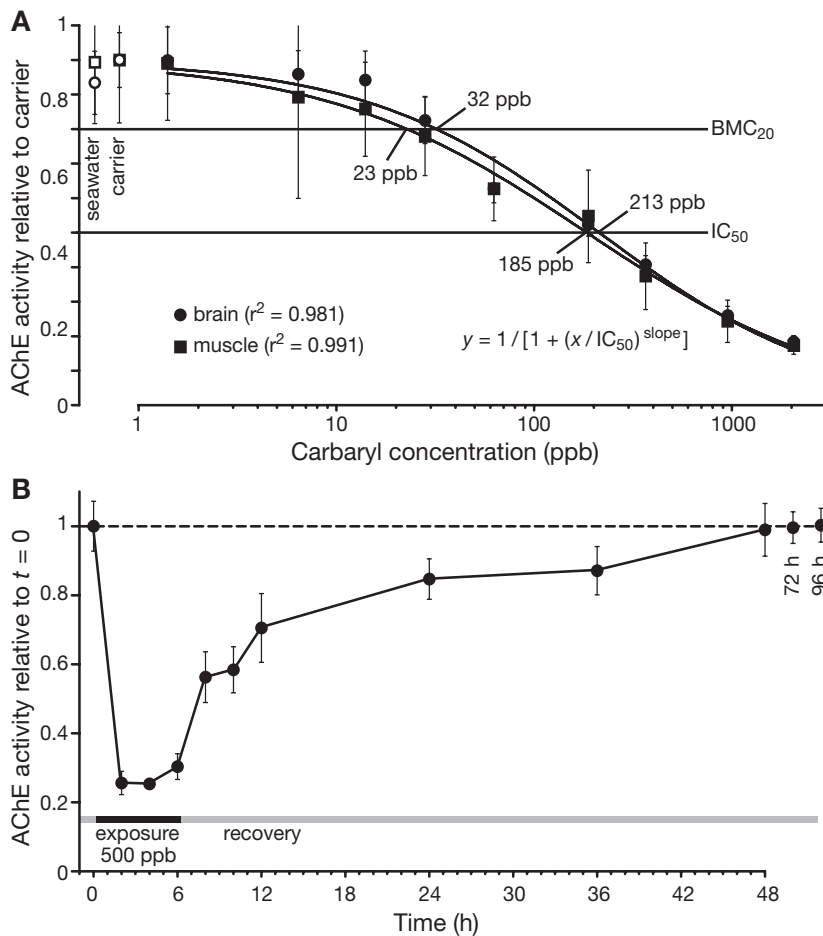 A
AChE activity relative to carrier
1
0.8
0.6
0.4
0.2
0
seawater
carrier
32 ppb
BMC20
23 ppb
213 ppb
IC50
185 ppb
brain (r2 = 0.981)
muscle (r2 = 0.991)
y = 1 / [1 + (x / IC50) slope]
1 10 100 1000
Carbaryl concentration (ppb)
B
AChE activity relative to t = 0
1
0.8
0.6
0.4
0.2
0
72 h
96 h
exposure
500 ppb
recovery
0 6 12 18 24 30 36 42 48
Time (h)